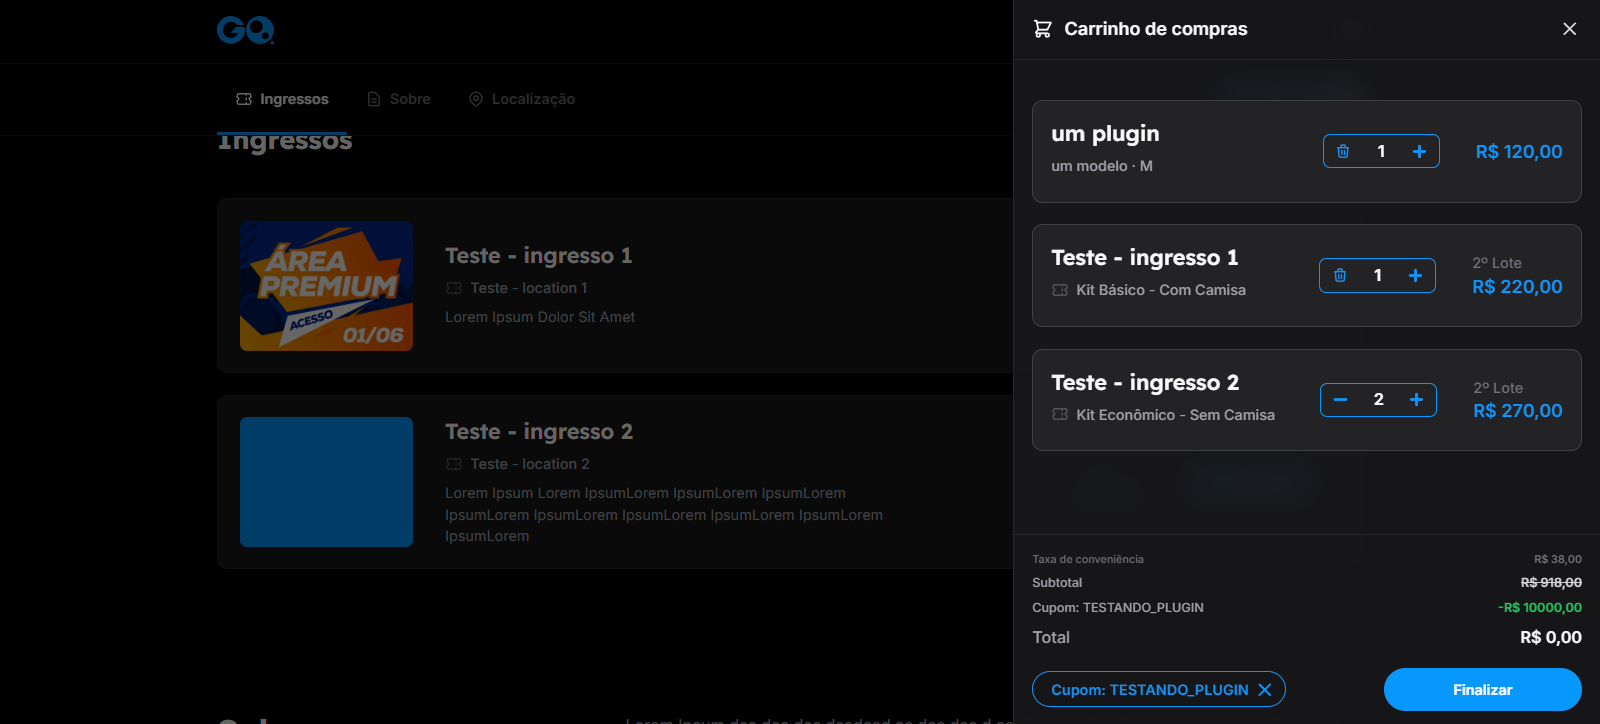 GO.
Ingressos
Sobre
Localização
Ingressos
ÁREA
PREMIUM
ACESSO
01/06
Teste - ingresso 1
Teste - location 1
Lorem Ipsum Dolor Sit Amet
Teste - ingresso 2
Teste - location 2
Lorem Ipsum Lorem IpsumLorem IpsumLorem IpsumLorem
IpsumLorem IpsumLorem IpsumLorem IpsumLorem IpsumLorem
IpsumLorem
Carrinho de compras
um plugin
um modelo · M
1
R$ 120,00
Teste - ingresso 1
Kit Básico - Com Camisa
1
2º Lote
R$ 220,00
Teste - ingresso 2
Kit Econômico - Sem Camisa
2
2º Lote
R$ 270,00
Taxa de conveniência
R$ 38,00
Subtotal
R$ 918,00
Cupom: TESTANDO_PLUGIN
-R$ 10000,00
Total
R$ 0,00
Cupom: TESTANDO_PLUGIN
Finalizar